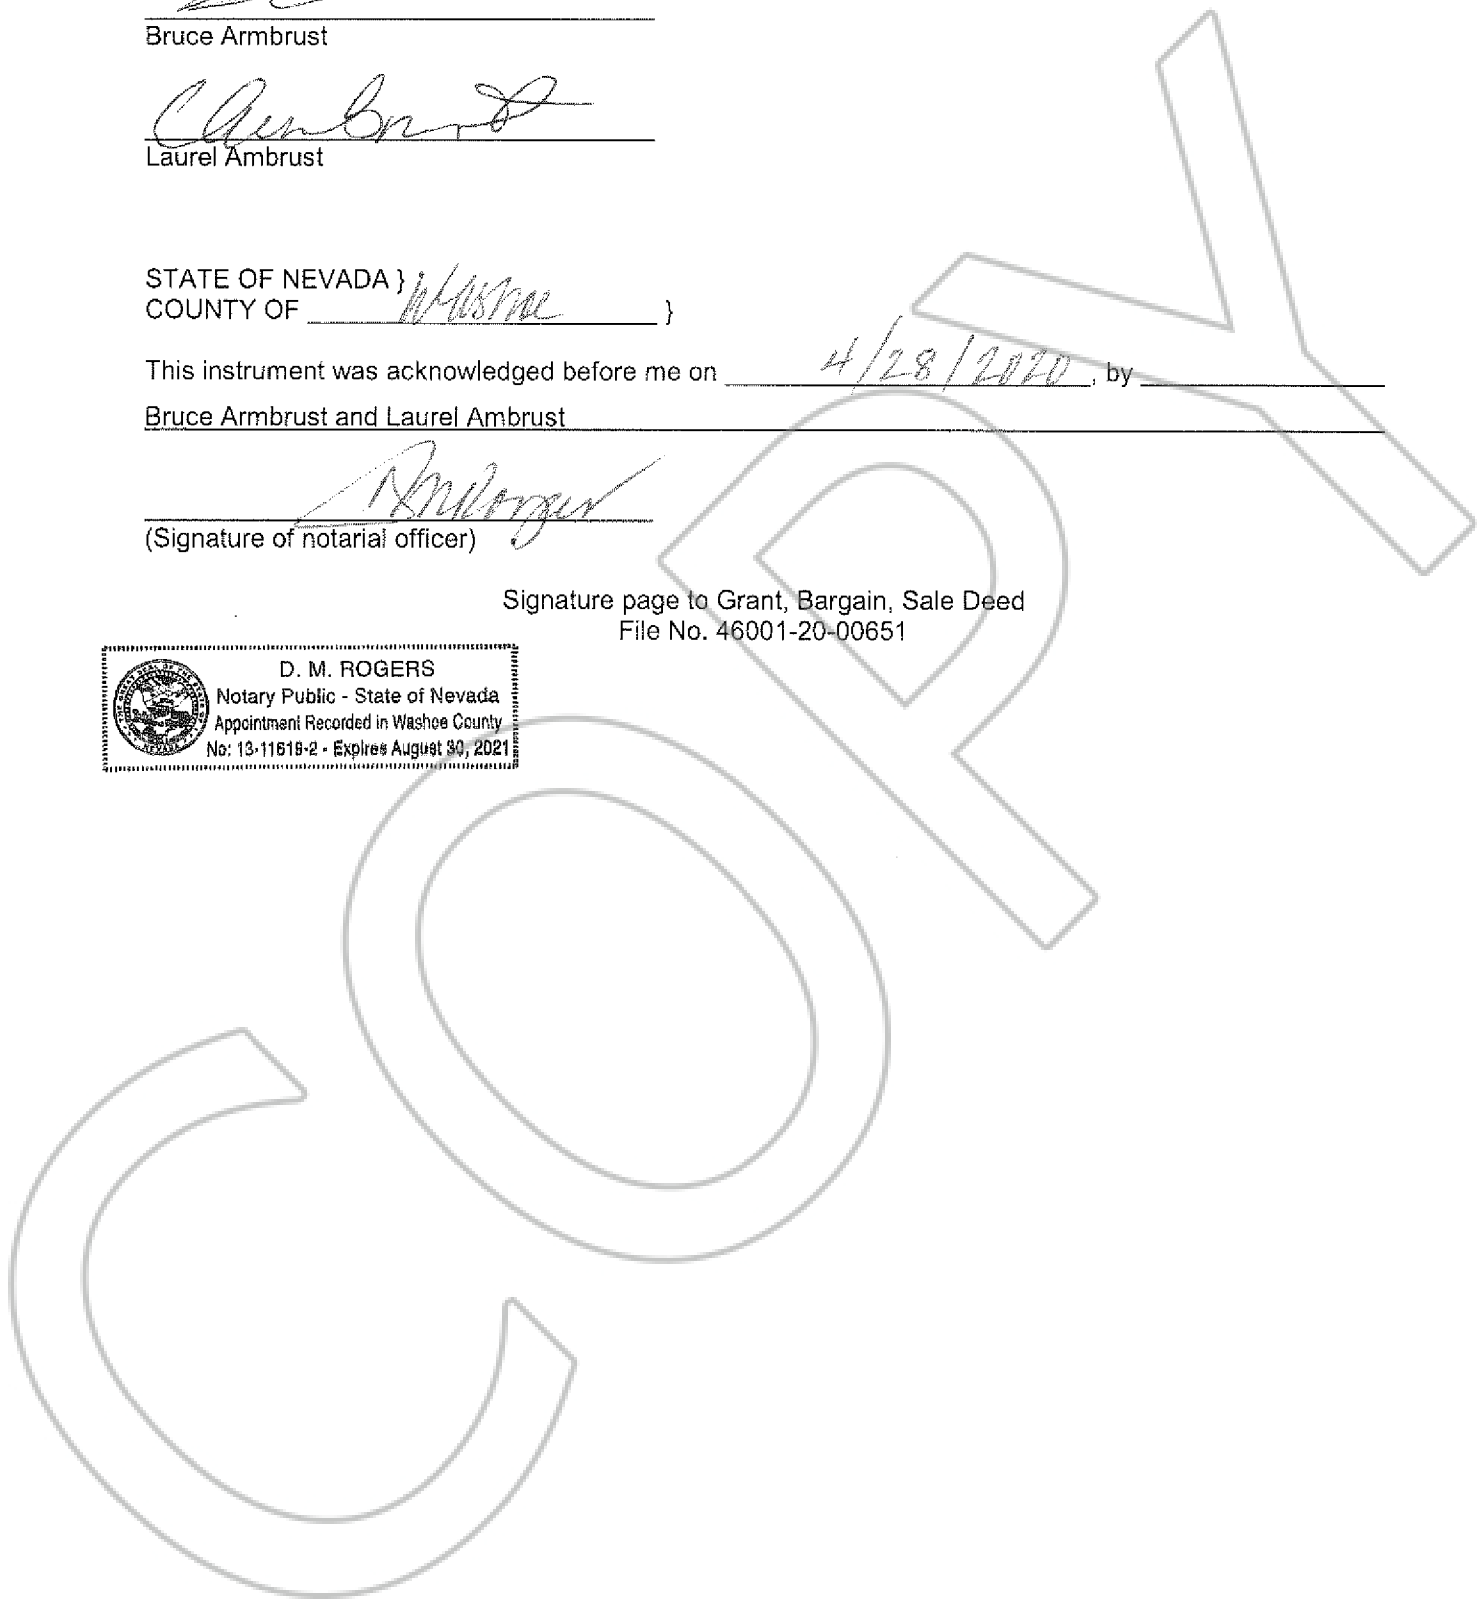 Bruce Armbrust
Laurel Ambrust
STATE OF NEVADA }
COUNTY OF Washoe }
This instrument was acknowledged before me on 4/28/2020, by
Bruce Armbrust and Laurel Ambrust
(Signature of notarial officer)
Signature page to Grant, Bargain, Sale Deed
File No. 46001-20-00651
D. M. ROGERS
Notary Public - State of Nevada
Appointment Recorded in Washoe County
No: 13-11619-2 - Expires August 30, 2021
COPY